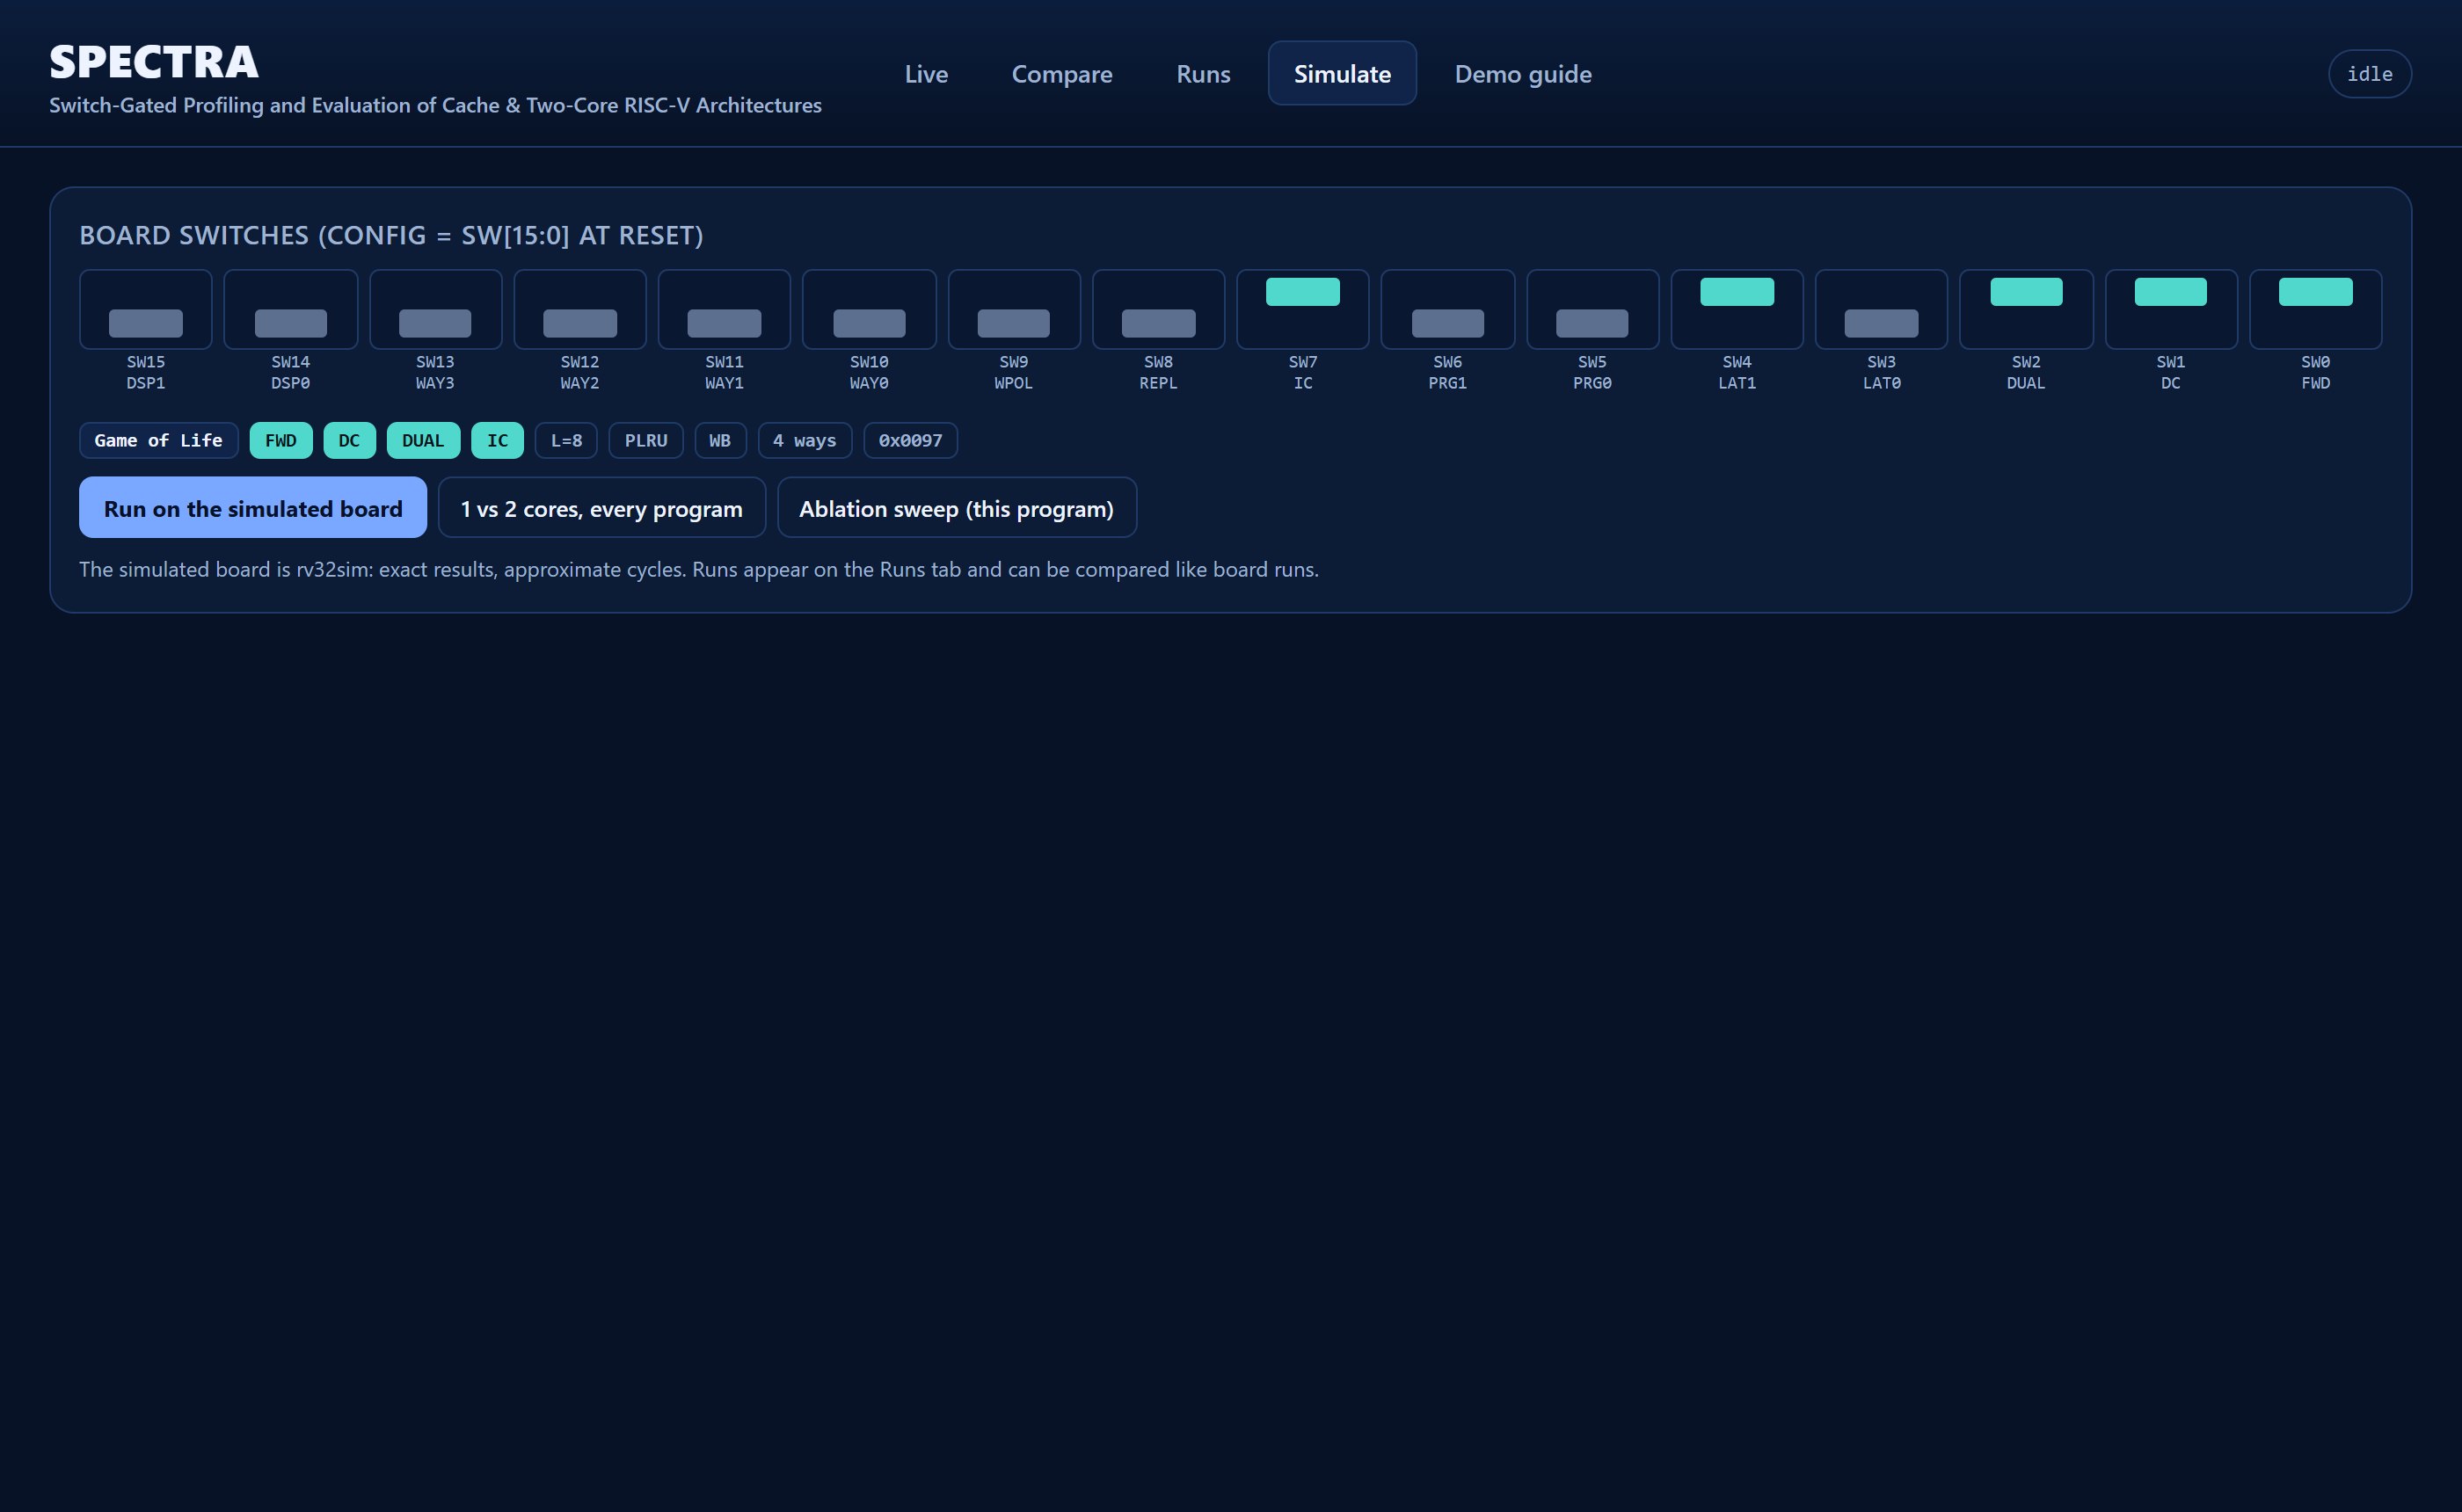 SPECTRA
Switch-Gated Profiling and Evaluation of Cache & Two-Core RISC-V Architectures
Live Compare Runs Simulate Demo guide
idle
BOARD SWITCHES (CONFIG = SW[15:0] AT RESET)
SW15 SW14 SW13 SW12 SW11 SW10 SW9 SW8 SW7 SW6 SW5 SW4 SW3 SW2 SW1 SW0
DSP1 DSP0 WAY3 WAY2 WAY1 WAY0 WPOL REPL IC PRG1 PRG0 LAT1 LAT0 DUAL DC FWD
Game of Life FWD DC DUAL IC L=8 PLRU WB 4 ways 0x0097
Run on the simulated board 1 vs 2 cores, every program Ablation sweep (this program)
The simulated board is rv32sim: exact results, approximate cycles. Runs appear on the Runs tab and can be compared like board runs.